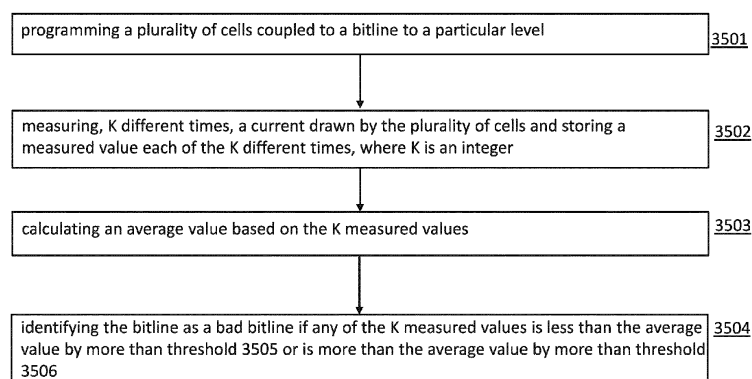 programming a plurality of cells coupled to a bitline to a particular level
3501
measuring, K different times, a current drawn by the plurality of cells and storing a
measured value each of the K different times, where K is an integer
3502
calculating an average value based on the K measured values
3503
identifying the bitline as a bad bitline if any of the K measured values is less than the average
value by more than threshold 3505 or is more than the average value by more than threshold
3506
3504